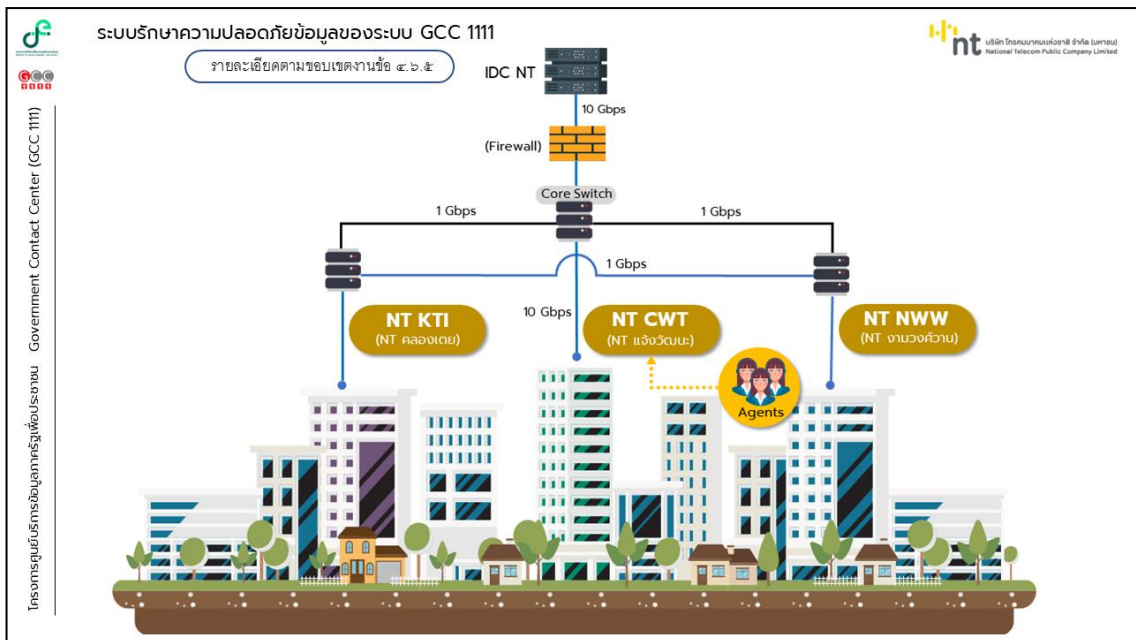 ระบบรักษาความปลอดภัยข้อมูลของระบบ GCC 1111
รายละเอียดตามขอบเขตงานข้อ ๔.๖.๕
nt
บริษัท โทรคมนาคมแห่งชาติ จำกัด (มหาชน)
National Telecom Public Company Limited
GCC
1111
โครงการศูนย์บริการข้อมูลภาครัฐเพื่อประชาชน Government Contact Center (GCC 1111)
IDC NT
10 Gbps
(Firewall)
Core Switch
1 Gbps
1 Gbps
1 Gbps
10 Gbps
NT KTI
(NT คลองเตย)
NT CWT
(NT แจ้งวัฒนะ)
NT NWW
(NT งามวงศ์วาน)
Agents